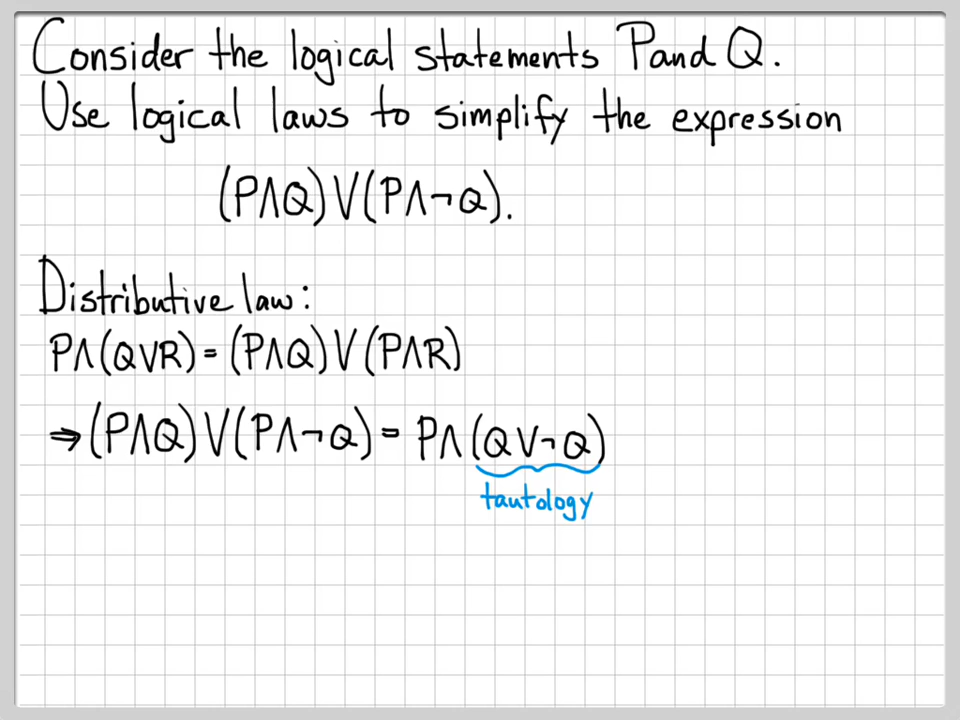 Consider the logical statements P and Q.
Use logical laws to simplify the expression
(P∧Q)∨(P∧¬Q).
Distributive law:
P∧(Q∨R) = (P∧Q)∨(P∧R)
⇒ (P∧Q)∨(P∧¬Q) = P∧(Q∨¬Q)
tautology